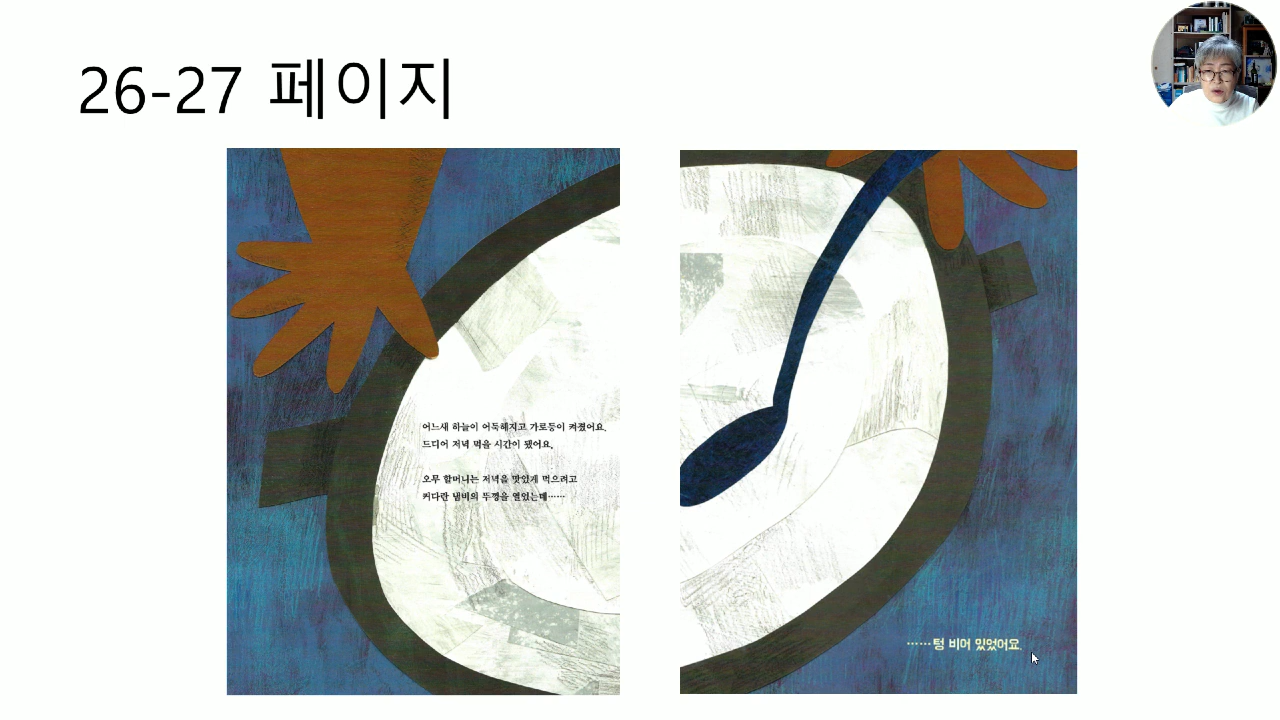 26-27 페이지
어느새 하늘이 어둑해지고 가로등이 켜졌어요.
드디어 저녁 먹을 시간이 됐어요.
오무 할머니는 저녁을 맛있게 먹으려고
커다란 냄비의 뚜껑을 열었는데……
……텅 비어 있었어요.